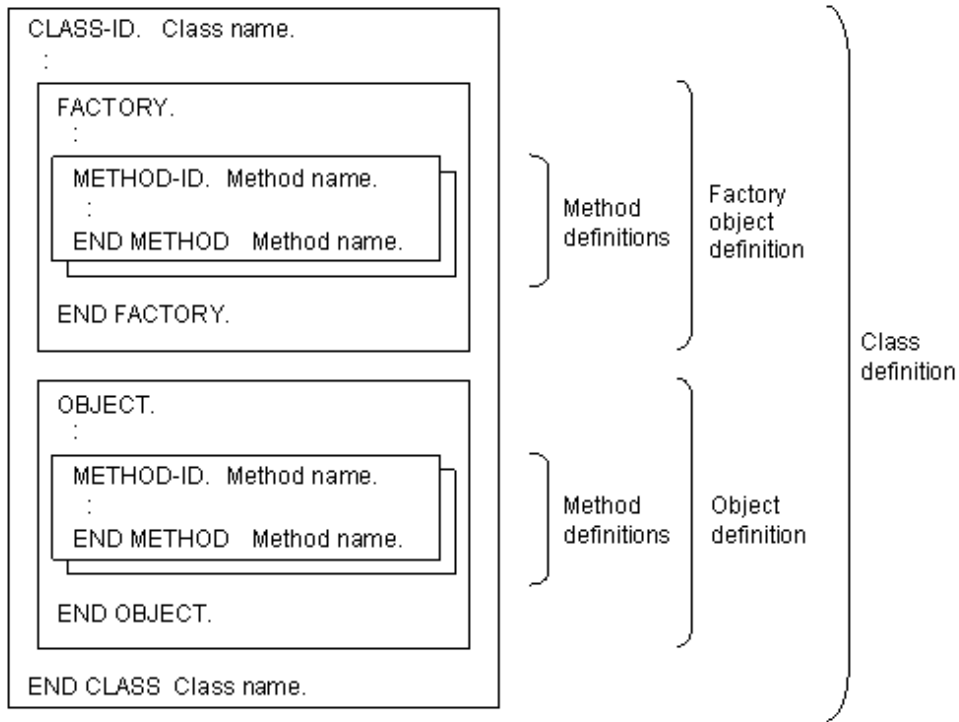 CLASS-ID. Class name.
:
FACTORY.
:
METHOD-ID. Method name.
:
END METHOD Method name.
END FACTORY.
OBJECT.
:
METHOD-ID. Method name.
:
END METHOD Method name.
END OBJECT.
END CLASS Class name.
Method
definitions
Factory
object
definition
Method
definitions
Object
definition
Class
definition